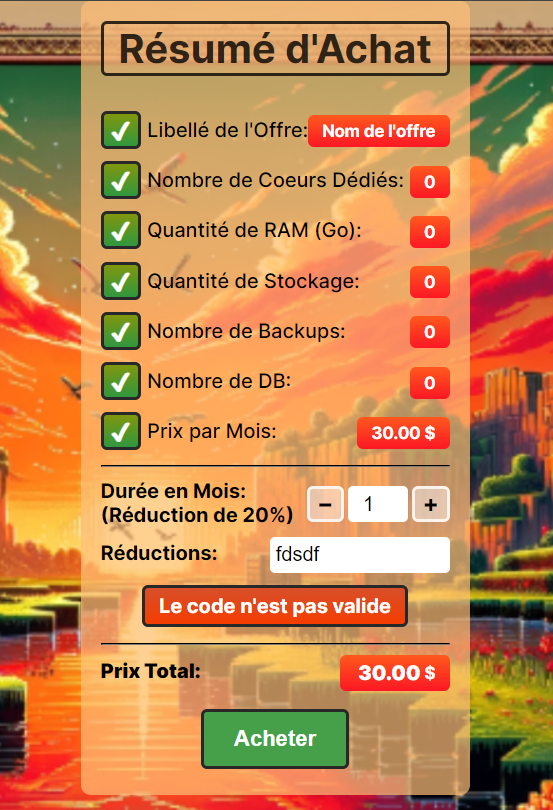 Résumé d'Achat
Libellé de l'Offre: Nom de l'offre
Nombre de Coeurs Dédiés: 0
Quantité de RAM (Go): 0
Quantité de Stockage: 0
Nombre de Backups: 0
Nombre de DB: 0
Prix par Mois: 30.00 $
Durée en Mois:
(Réduction de 20%) − 1 +
Réductions: fdsdf
Le code n'est pas valide
Prix Total: 30.00 $
Acheter